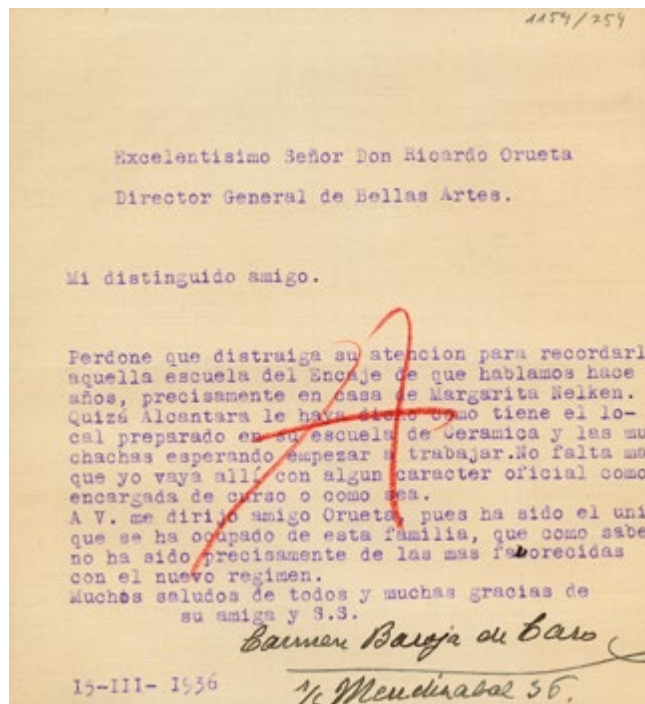 1154/254
Excelentisimo Señor Don Ricardo Orueta
Director General de Bellas Artes.
Mi distinguido amigo.
Perdone que distraiga su atencion para recordarl
aquella escuela del Encaje de que hablamos hace
años, precisamente en casa de Margarita Nelken.
Quizá Alcantara le haya dicho como tiene el lo-
cal preparado en su escuela de Ceramica y las mu
chachas esperando empezar a trabajar.No falta ma
que yo vaya allí con algun caracter oficial como
encargada de curso o como sea.
A V. me dirijo amigo Orueta, pues ha sido el uni
que se ha ocupado de esta familia, que como sabe
no ha sido precisamente de las mas favorecidas
con el nuevo regimen.
Muchos saludos de todos y muchas gracias de
su amiga y S.S.
Carmen Baroja de Caro
15-III- 1936
s/c Mendizabal 36.